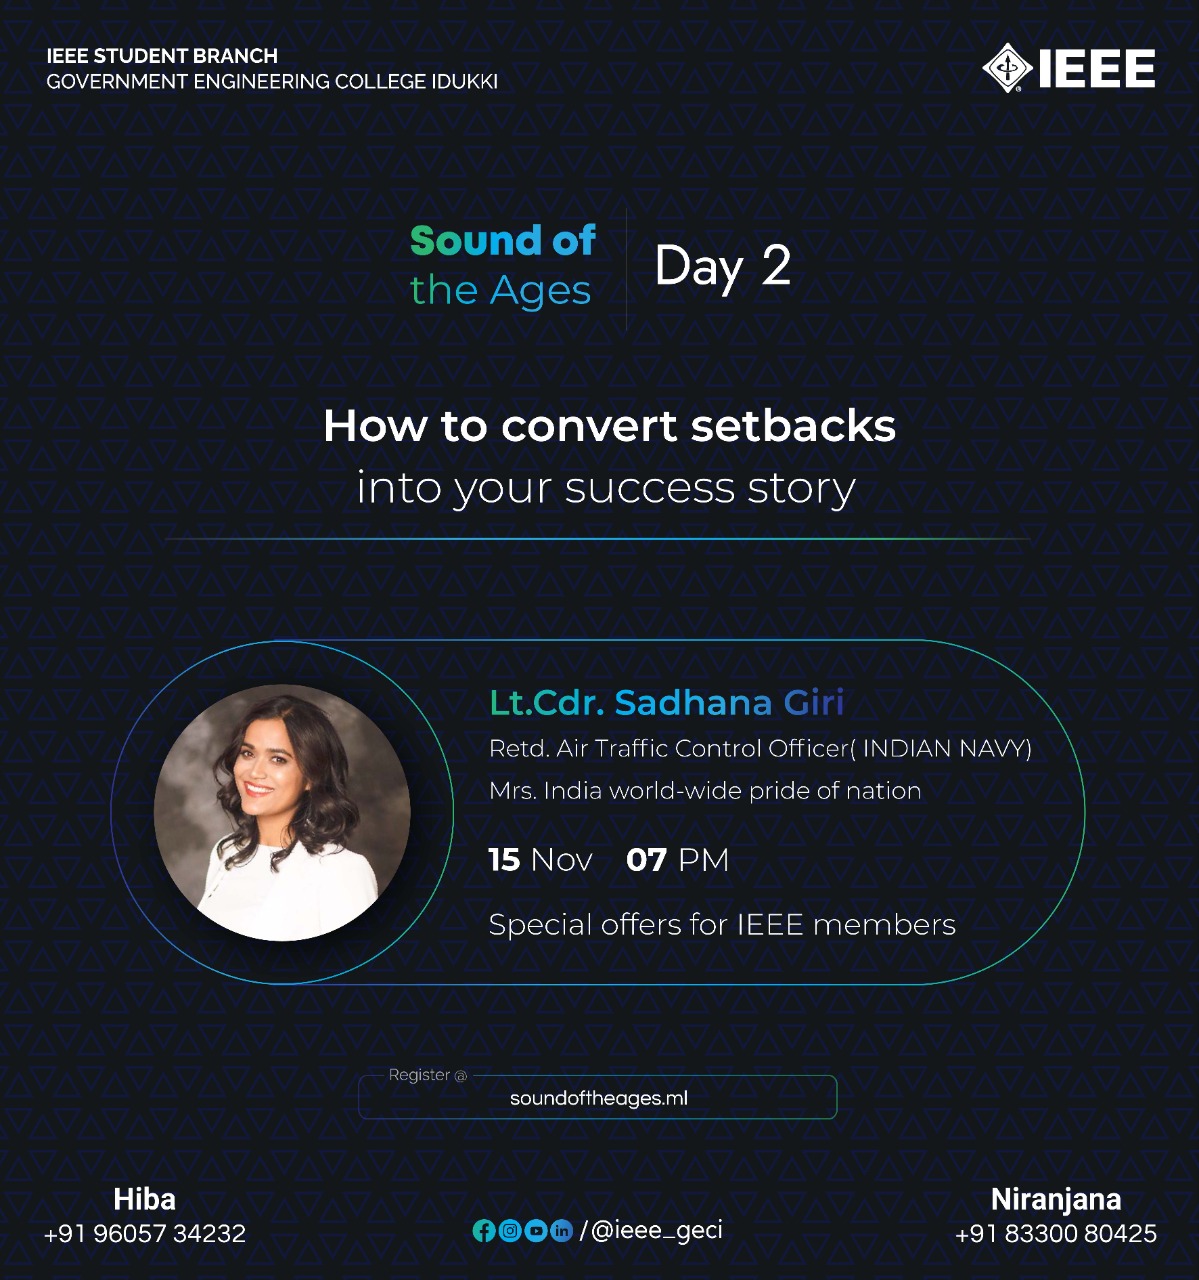 IEEE STUDENT BRANCH
GOVERNMENT ENGINEERING COLLEGE IDUKKI
IEEE
Sound of
the Ages
Day 2
How to convert setbacks
into your success story
Lt.Cdr. Sadhana Giri
Retd. Air Traffic Control Officer( INDIAN NAVY)
Mrs. India world-wide pride of nation
15 Nov 07 PM
Special offers for IEEE members
Register @
soundoftheages.ml
Hiba
+91 96057 34232
/@ieee_geci
Niranjana
+91 83300 80425